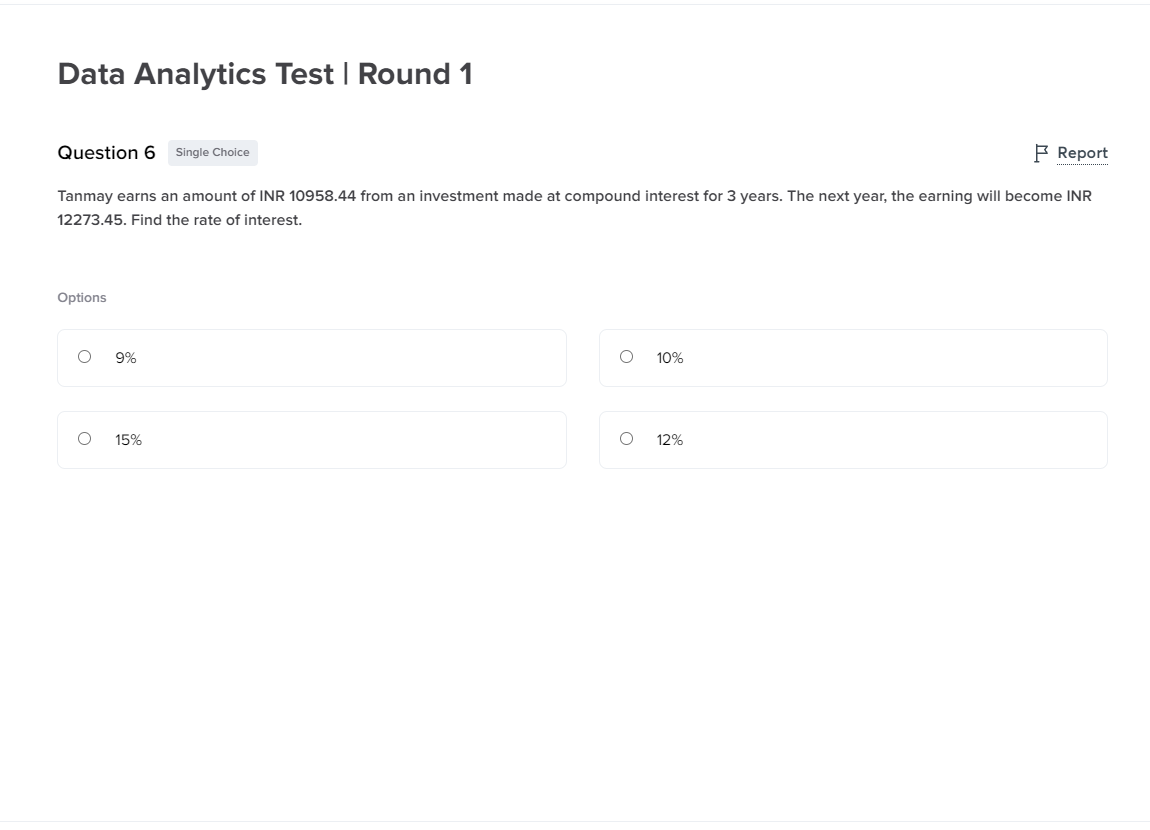 Data Analytics Test | Round 1
Question 6 Single Choice Report
Tanmay earns an amount of INR 10958.44 from an investment made at compound interest for 3 years. The next year, the earning will become INR
12273.45. Find the rate of interest.
Options
9% 10%
15% 12%